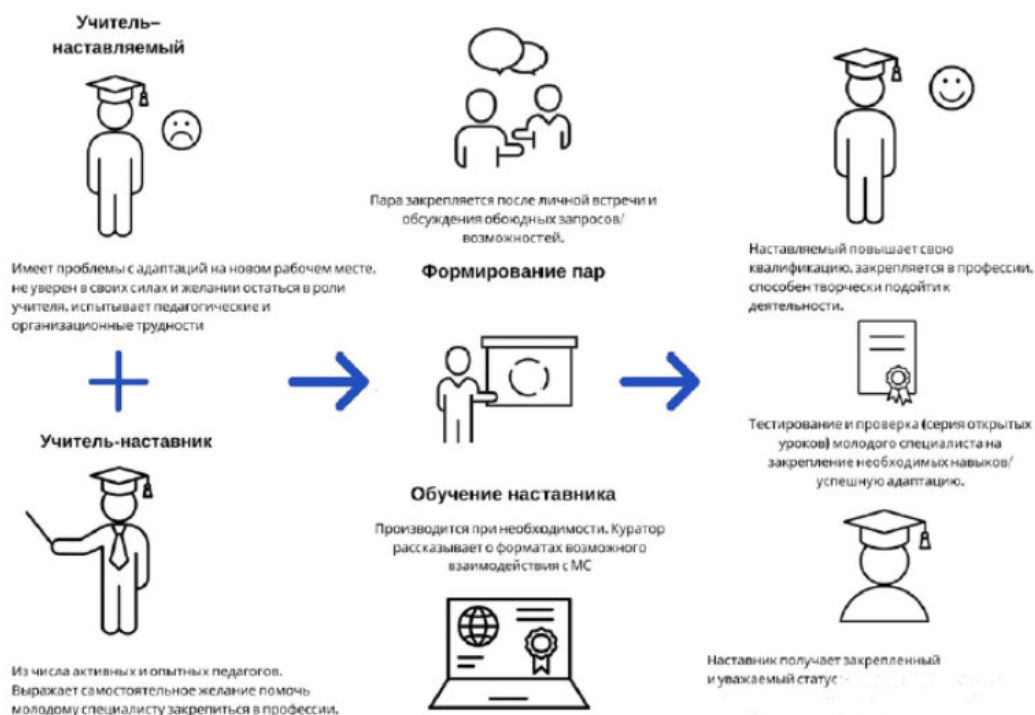 Учитель–
наставляемый
Имеет проблемы с адаптаций на новом рабочем месте,
не уверен в своих силах и желании остаться в роли
учителя, испытывает педагогические и
организационные трудности
Учитель-наставник
Из числа активных и опытных педагогов.
Выражает самостоятельное желание помочь
молодому специалисту закрепиться в профессии.
Пара закрепляется после личной встречи и
обсуждения обоюдных запросов/
возможностей.
Формирование пар
Обучение наставника
Производится при необходимости. Куратор
рассказывает о форматах возможного
взаимодействия с МС
Наставляемый повышает свою
квалификацию, закрепляется в профессии,
способен творчески подойти к
деятельности.
Тестирование и проверка (серия открытых
уроков) молодого специалиста на
закрепление необходимых навыков/
успешную адаптацию.
Наставник получает закрепленный
и уважаемый статус